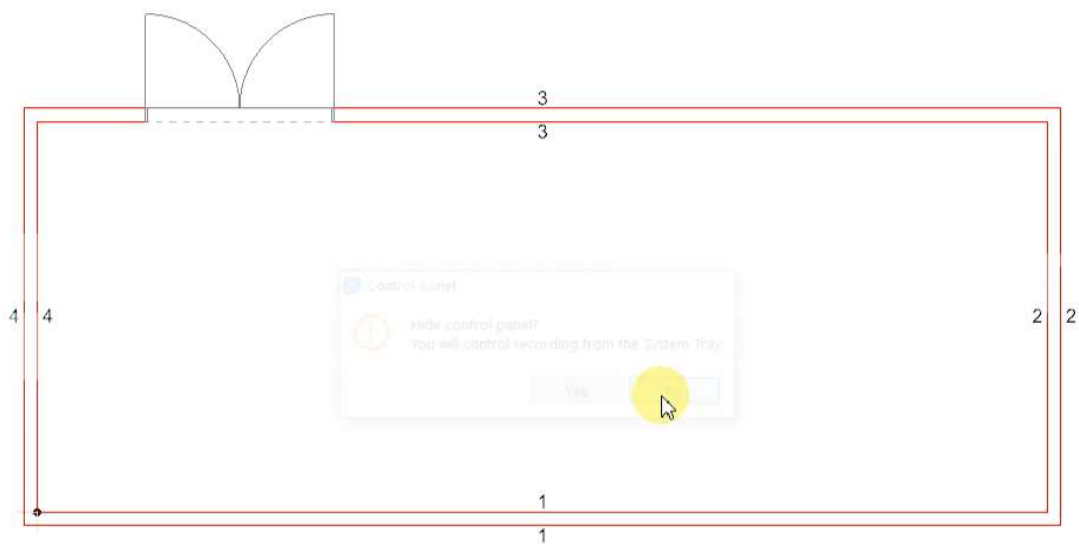 3
3
Control panel
Hide control panel?
You will control recording from the System Tray
4 4 2 2
Yes
1
1